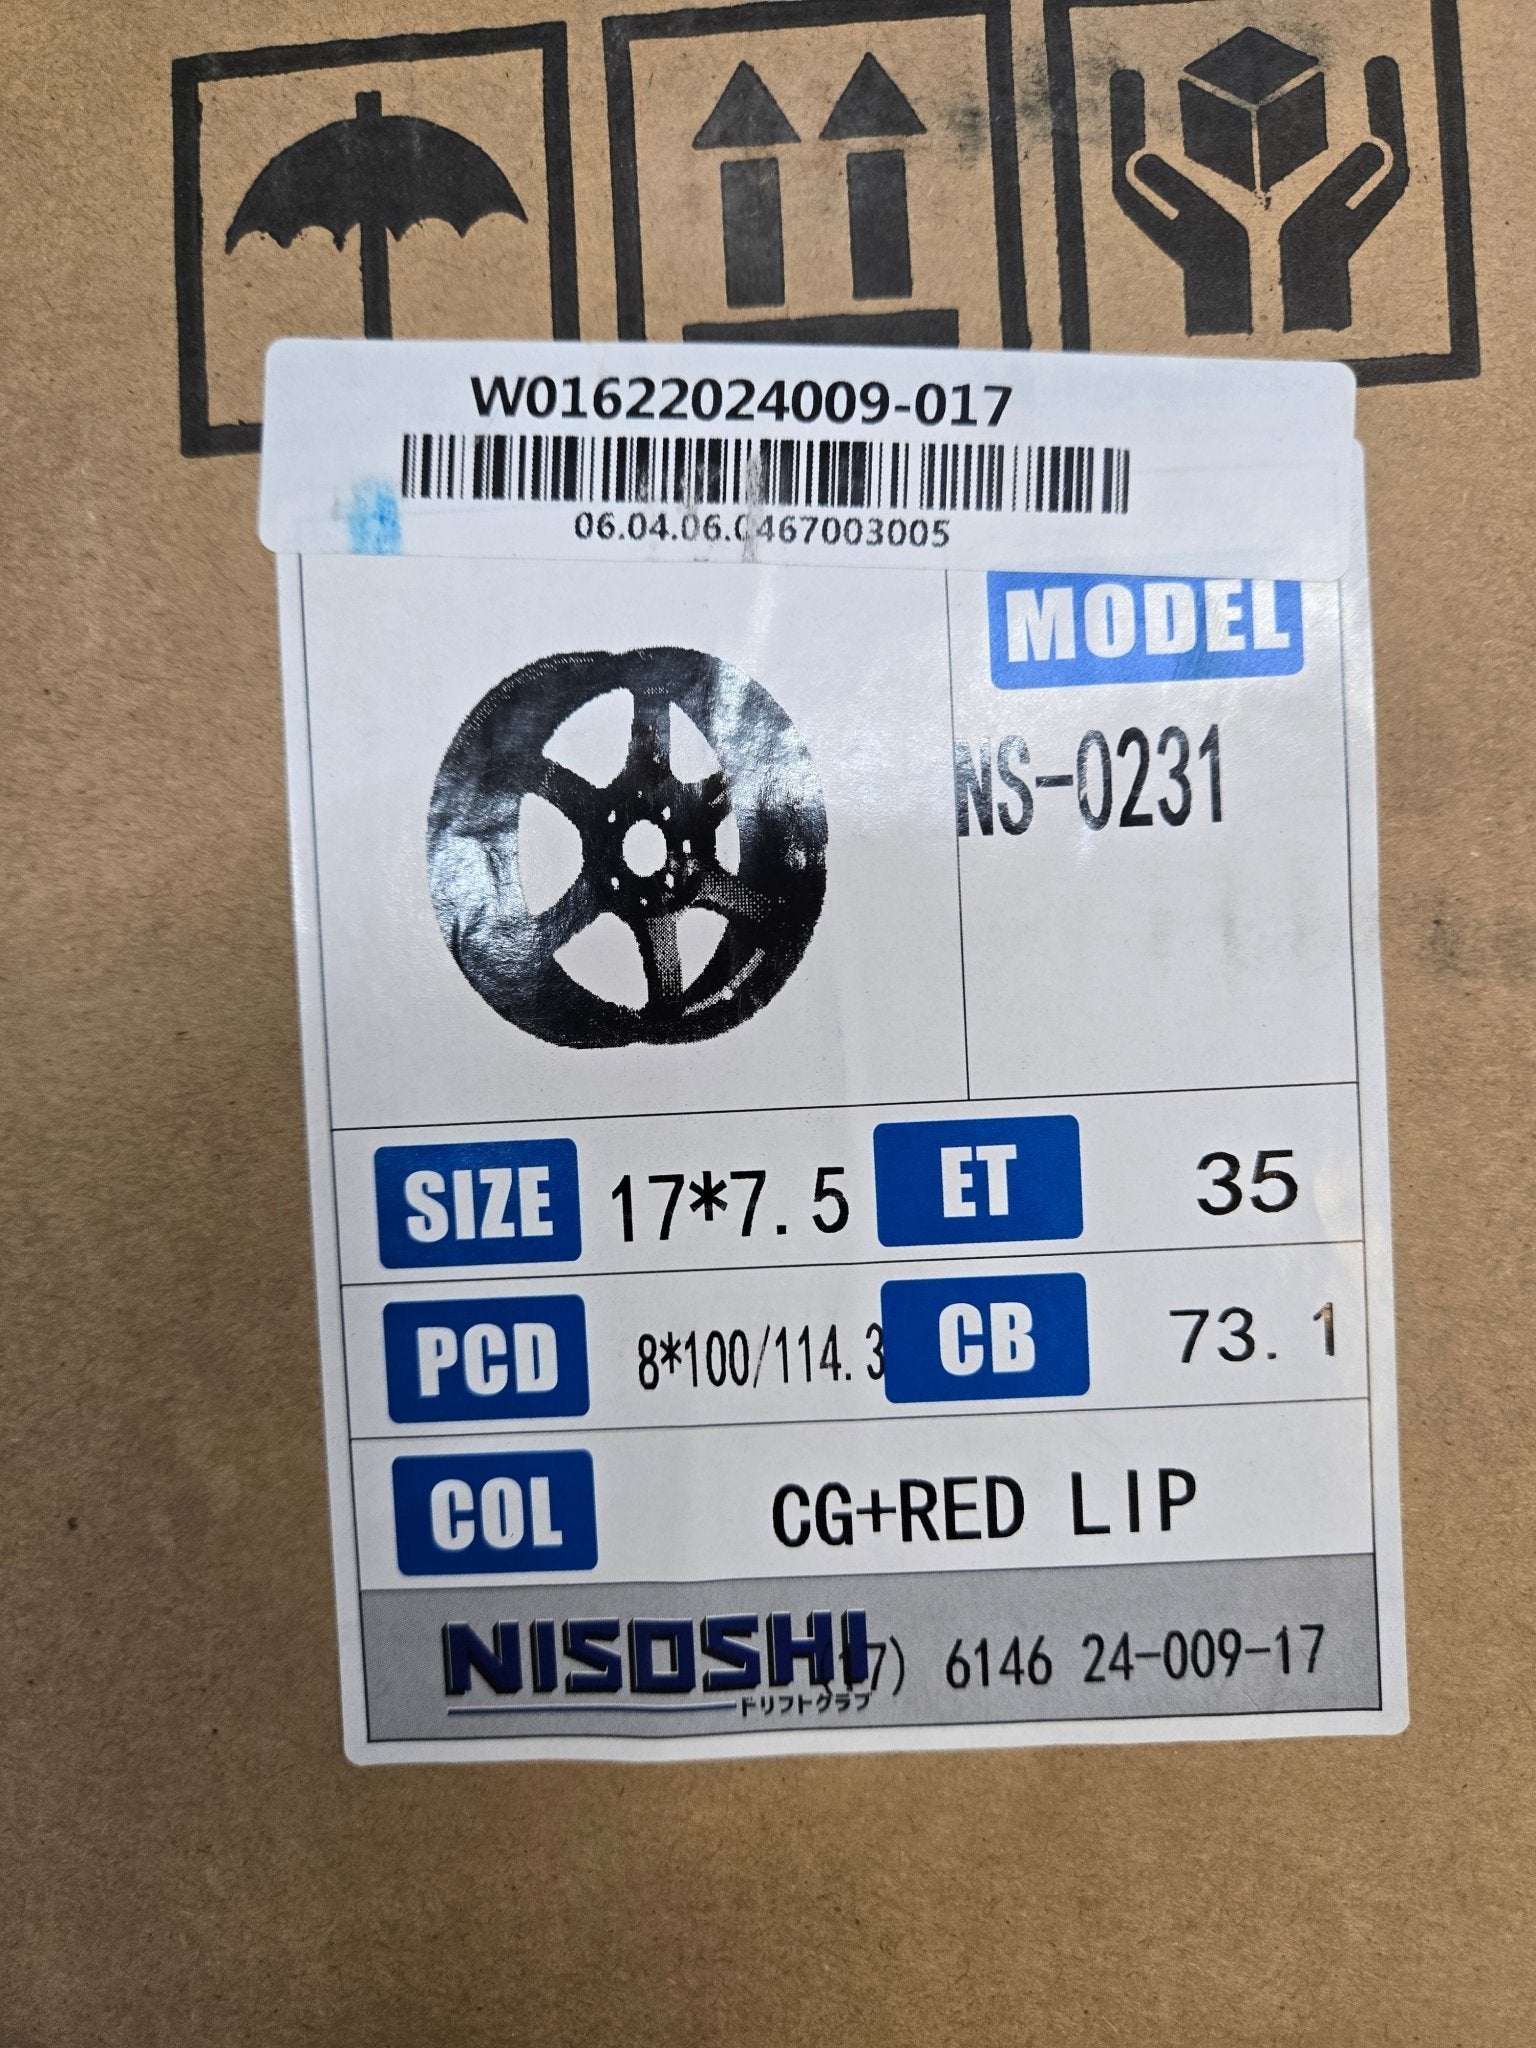 W01622024009-017
06.04.06.0467003005
MODEL
NS-0231
SIZE 17*7.5 ET 35
PCD 8*100/114.3 CB 73.1
COL CG+RED LIP
NISOSHI (17) 6146 24-009-17
ドリフトグラブ